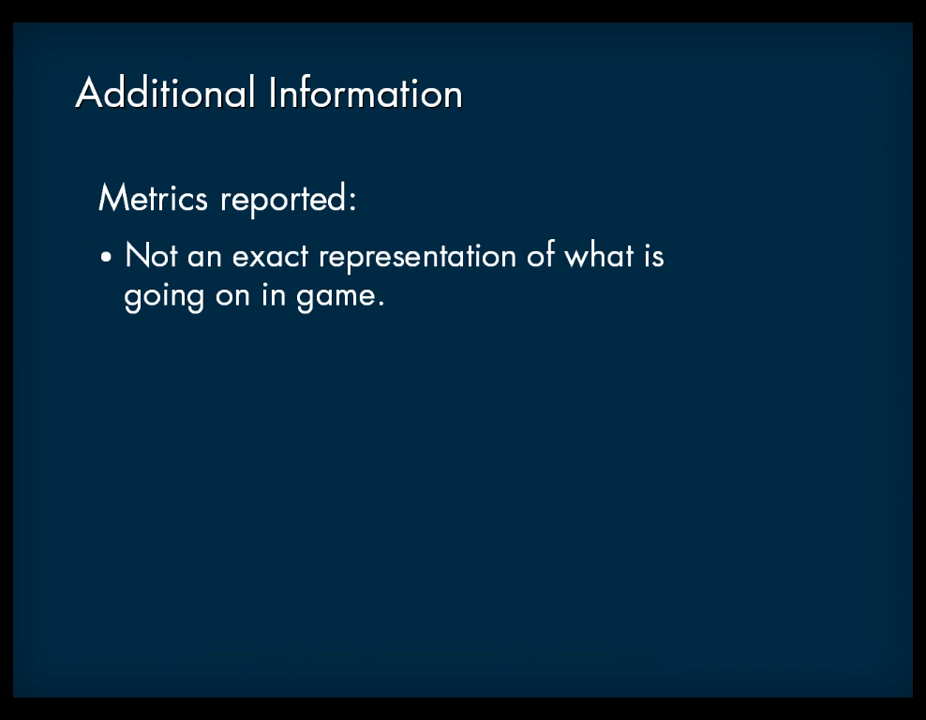 Additional Information
Metrics reported:
• Not an exact representation of what is
going on in game.